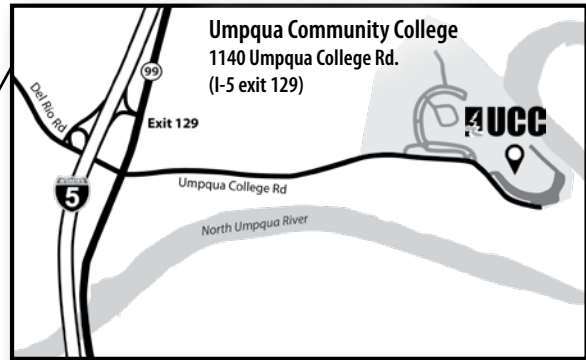 Umpqua Community College
1140 Umpqua College Rd.
(I-5 exit 129)
99
Del Rio Rd
Exit 129
UCC
5
Umpqua College Rd
North Umpqua River